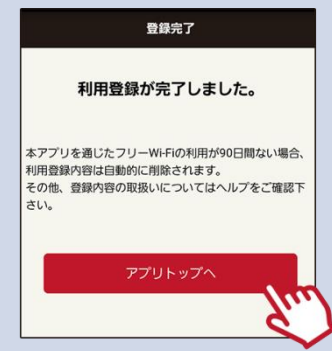 登録完了
利用登録が完了しました。
本アプリを通じたフリーWi-Fiの利用が90日間ない場合、
利用登録内容は自動的に削除されます。
その他、登録内容の取扱いについてはヘルプをご確認下
さい。
アプリトップへ